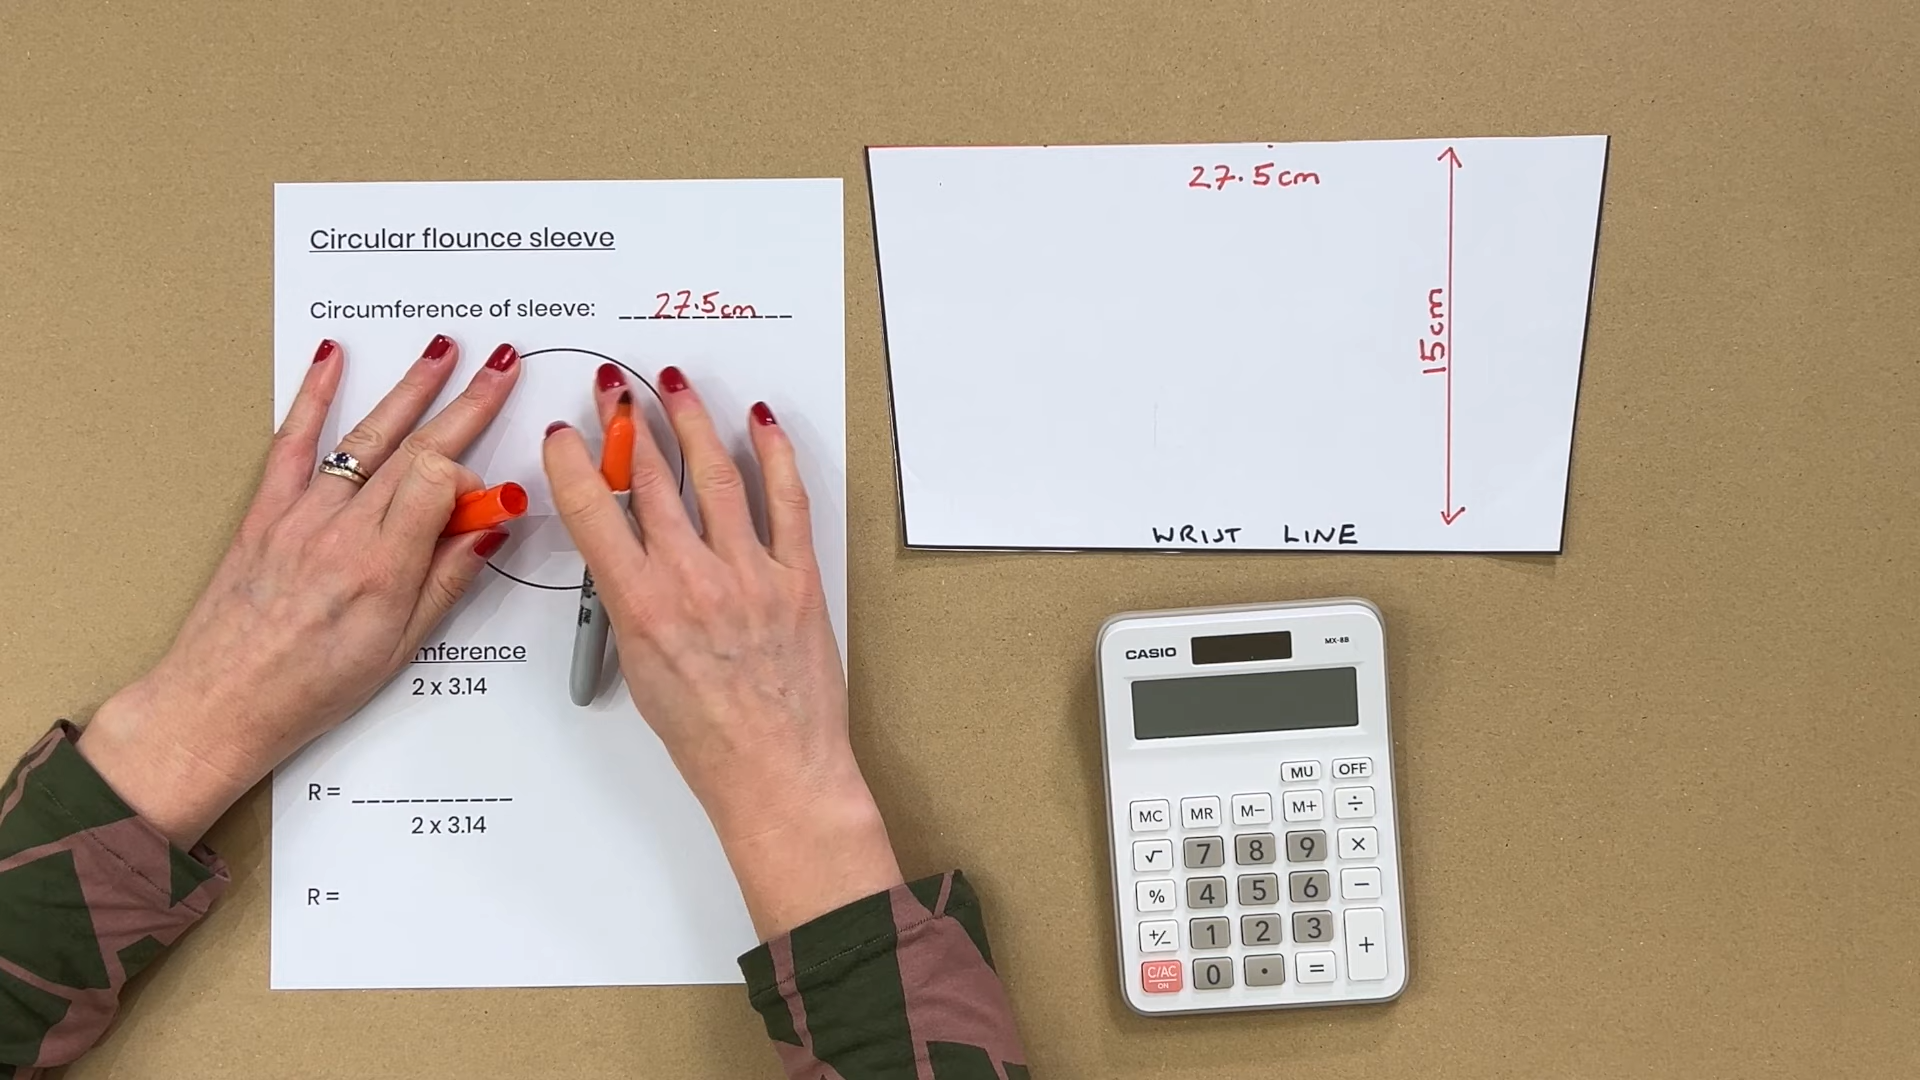 Circular flounce sleeve
Circumference of sleeve: 27.5cm
2 x 3.14
R = ___________
2 x 3.14
R =
27.5cm
15cm
WRIST LINE
CASIO
MX-8B
MU OFF
MC MR M− M+ ÷
√ 7 8 9 ×
% 4 5 6 −
+/− 1 2 3 +
C/AC 0 • =
ON